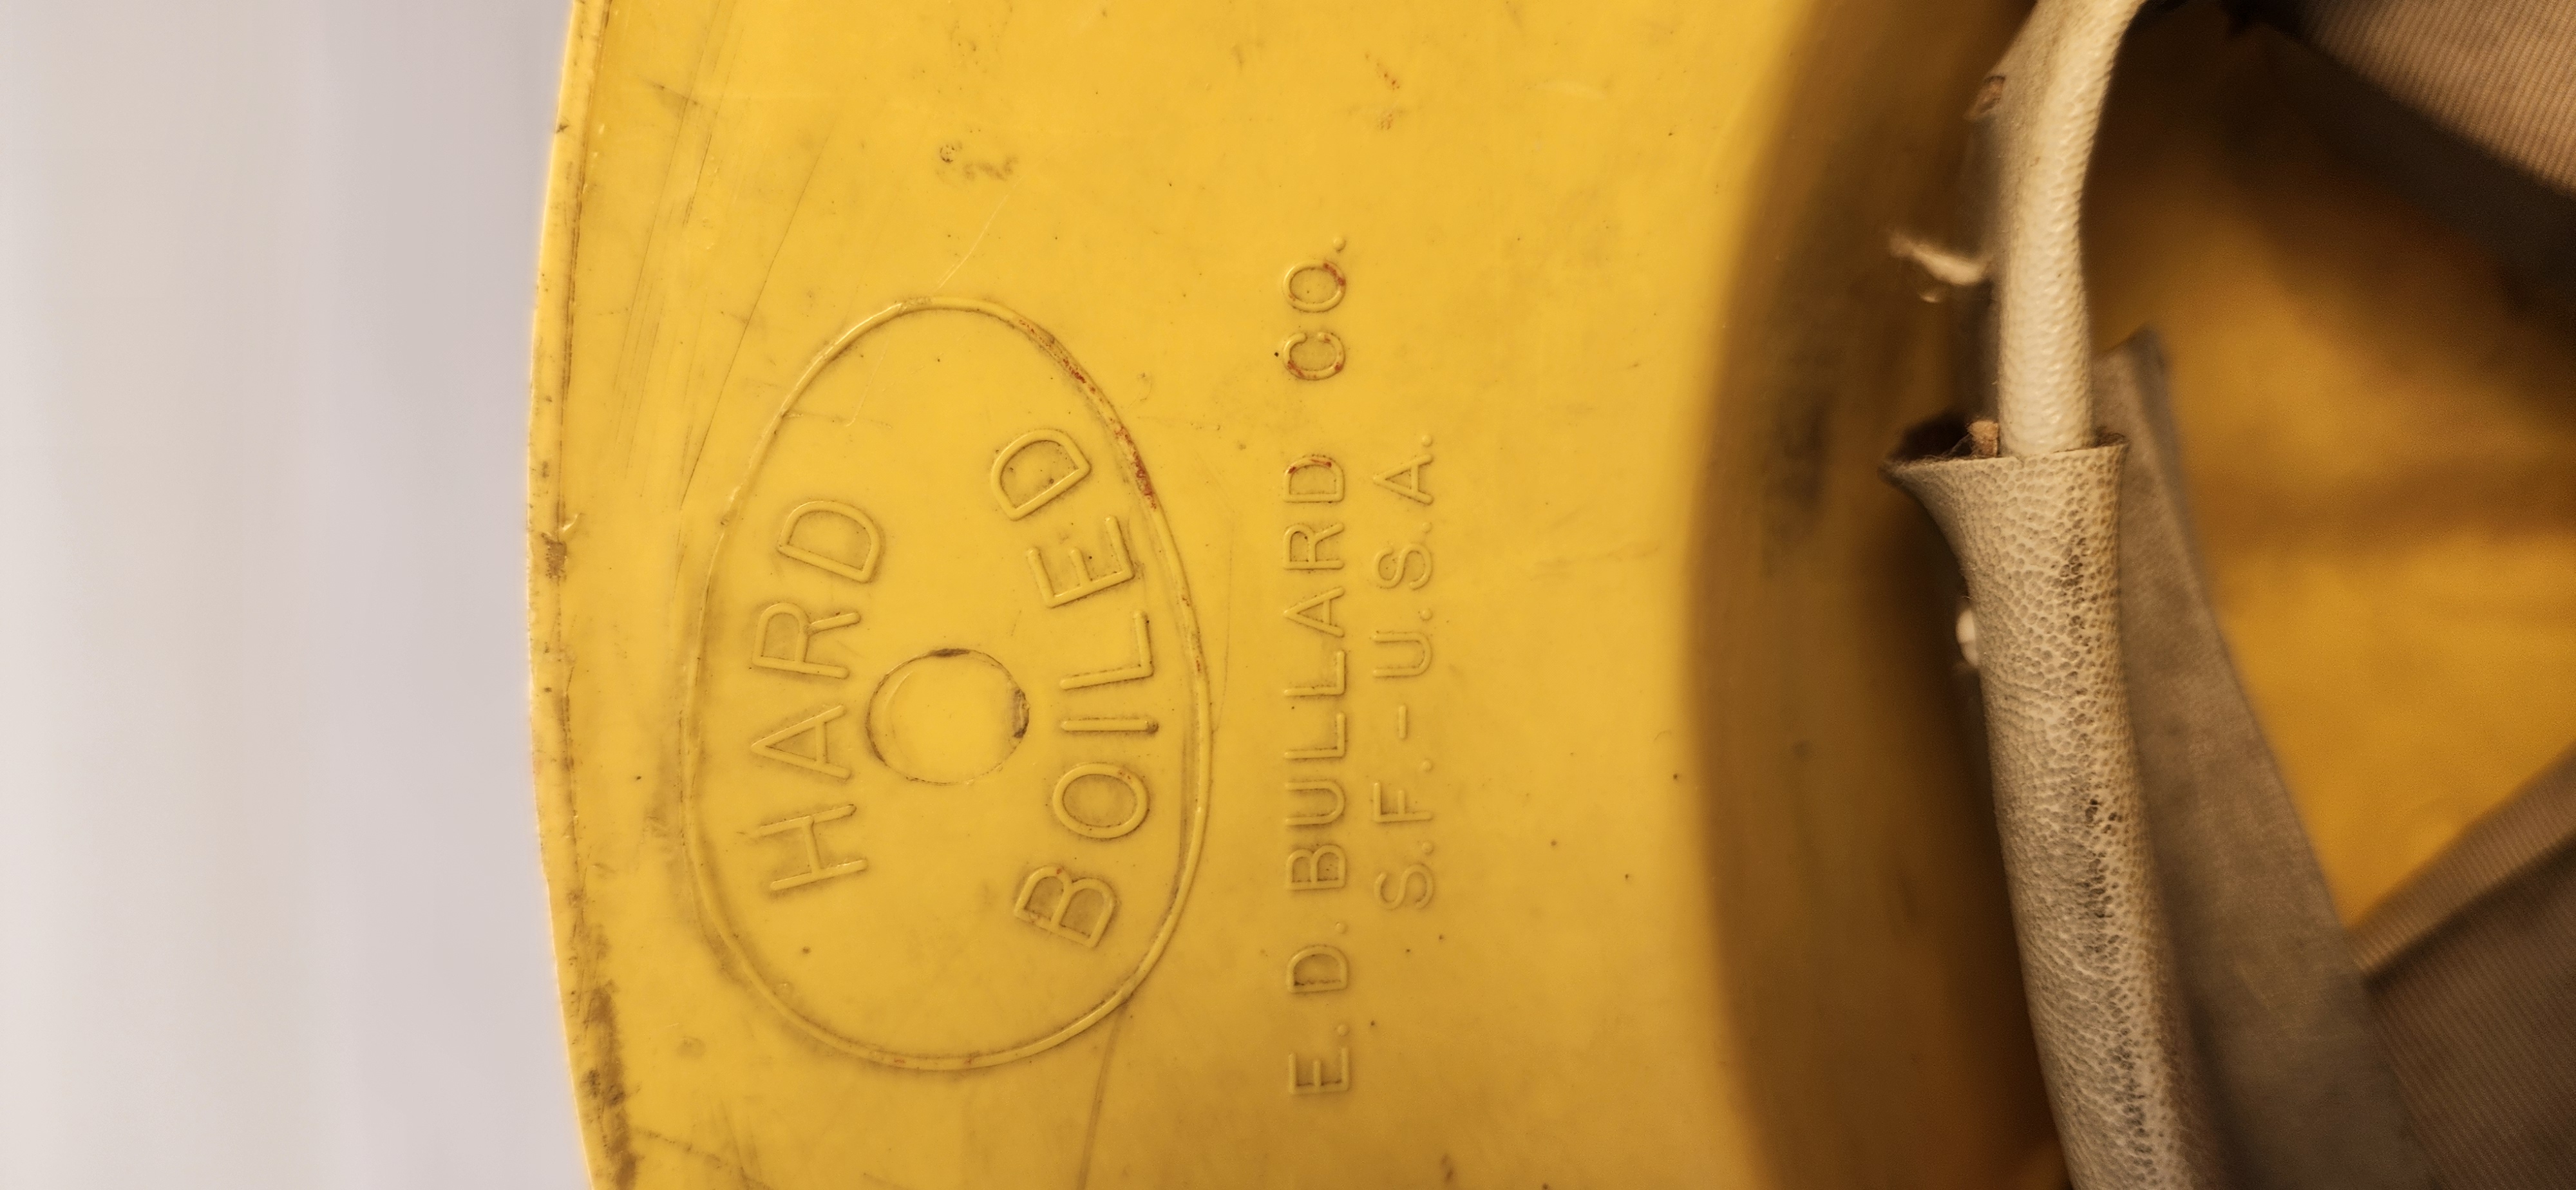 HARD
BOILED
E. D. BULLARD CO.
S.F.-U.S.A.